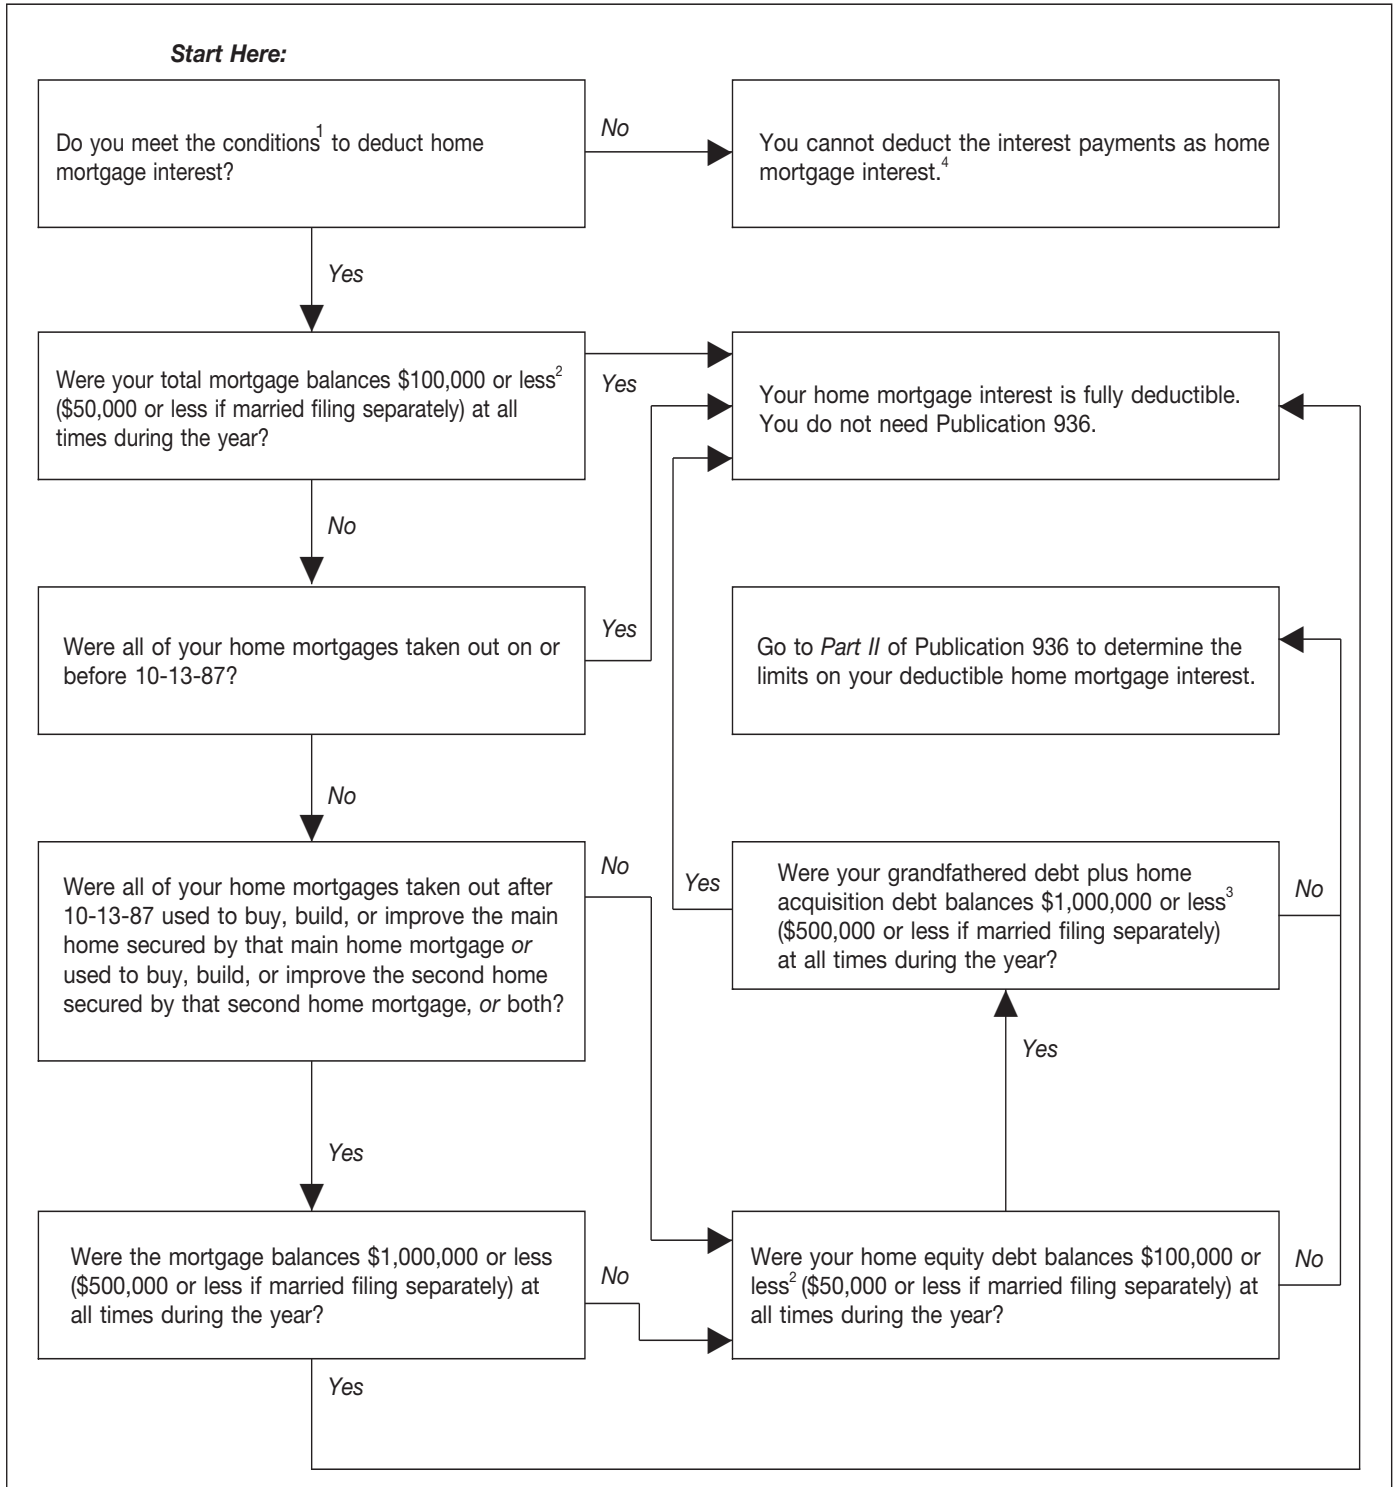 Start Here:
Do you meet the conditions1 to deduct home
mortgage interest?
No
You cannot deduct the interest payments as home
mortgage interest.4
Yes
Were your total mortgage balances $100,000 or less2
($50,000 or less if married filing separately) at all
times during the year?
Yes
Your home mortgage interest is fully deductible.
You do not need Publication 936.
No
Were all of your home mortgages taken out on or
before 10-13-87?
Yes
Go to Part II of Publication 936 to determine the
limits on your deductible home mortgage interest.
No
Were all of your home mortgages taken out after
10-13-87 used to buy, build, or improve the main
home secured by that main home mortgage or
used to buy, build, or improve the second home
secured by that second home mortgage, or both?
No
Yes
Were your grandfathered debt plus home
acquisition debt balances $1,000,000 or less3
($500,000 or less if married filing separately)
at all times during the year?
No
Yes
Yes
Were the mortgage balances $1,000,000 or less
($500,000 or less if married filing separately) at
all times during the year?
No
Were your home equity debt balances $100,000 or
less2 ($50,000 or less if married filing separately) at
all times during the year?
No
Yes